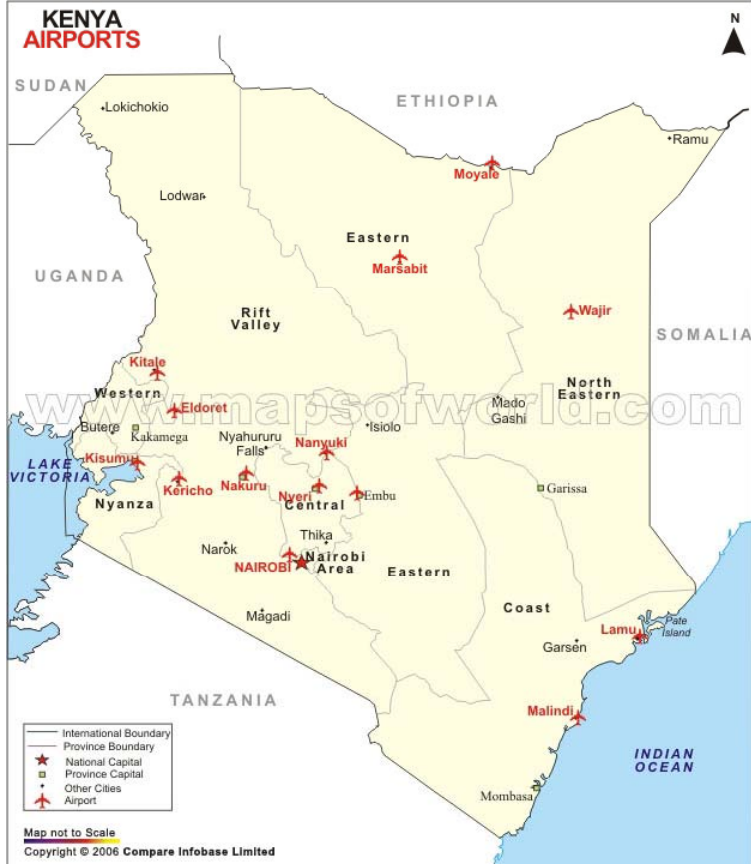 KENYA
AIRPORTS
N
SUDAN
Lokichokio
ETHIOPIA
Ramu
Moyale
Lodwar
Eastern
Marsabit
UGANDA
Rift
Valley
Wajir
SOMALIA
Kitale
Western
North
Eastern
Eldoret
www.mapsofworld.com
Mado
Gashi
Butere
Kakamega
Nyahururu
Falls
Isiolo
Nanyuki
Kisumu
LAKE
VICTORIA
Kericho
Nakuru
Nyeri
Embu
Garissa
Nyanza
Central
Thika
Narok
NAIROBI
Nairobi
Area
Eastern
Coast
Magadi
Lamu
Pate
Island
Garsen
TANZANIA
Malindi
INDIAN
OCEAN
Mombasa
International Boundary
Province Boundary
National Capital
Province Capital
Other Cities
Airport
Map not to Scale
Copyright © 2006 Compare Infobase Limited